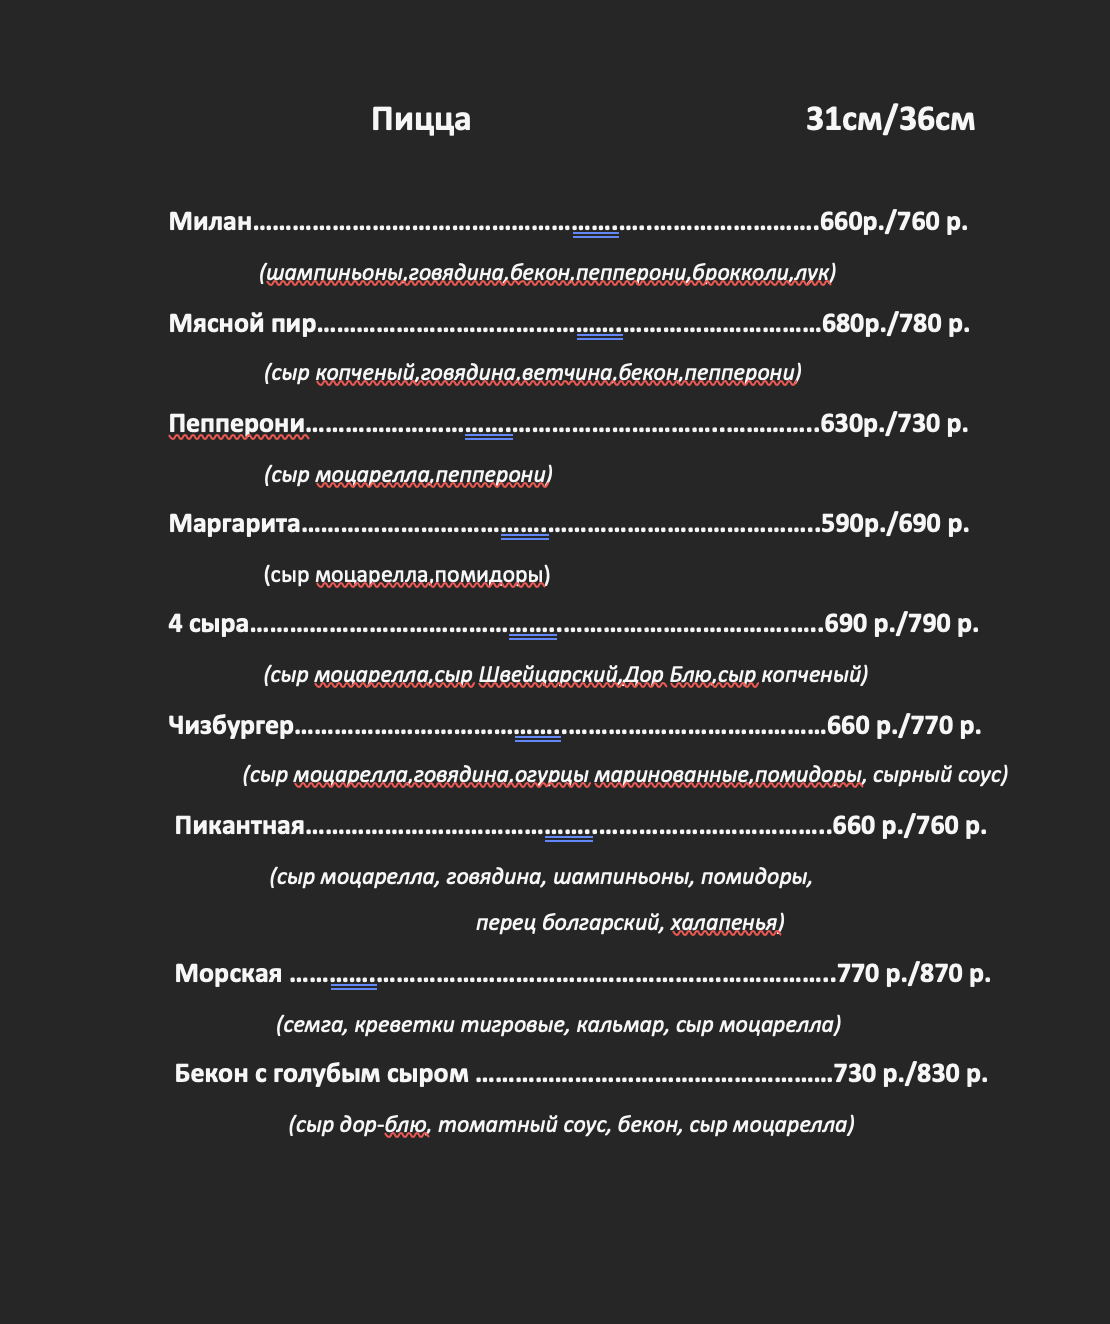 Пицца 31см/36см
Милан……………………………………………………………………………660р./760 р.
(шампиньоны,говядина,бекон,пепперони,брокколи,лук)
Мясной пир……………………………………………………………………680р./780 р.
(сыр копченый,говядина,ветчина,бекон,пепперони)
Пепперони……………………………………………………………………..630р./730 р.
(сыр моцарелла,пепперони)
Маргарита……………………………………………………………………..590р./690 р.
(сыр моцарелла,помидоры)
4 сыра……………………………………………………………………………..690 р./790 р.
(сыр моцарелла,сыр Швейцарский,Дор Блю,сыр копченый)
Чизбургер………………………………………………………………………660 р./770 р.
(сыр моцарелла,говядина,огурцы маринованные,помидоры, сырный соус)
Пикантная………………………………………………………………………660 р./760 р.
(сыр моцарелла, говядина, шампиньоны, помидоры,
перец болгарский, халапенья)
Морская …………………………………………………………………………770 р./870 р.
(семга, креветки тигровые, кальмар, сыр моцарелла)
Бекон с голубым сыром ………………………………………………730 р./830 р.
(сыр дор-блю, томатный соус, бекон, сыр моцарелла)